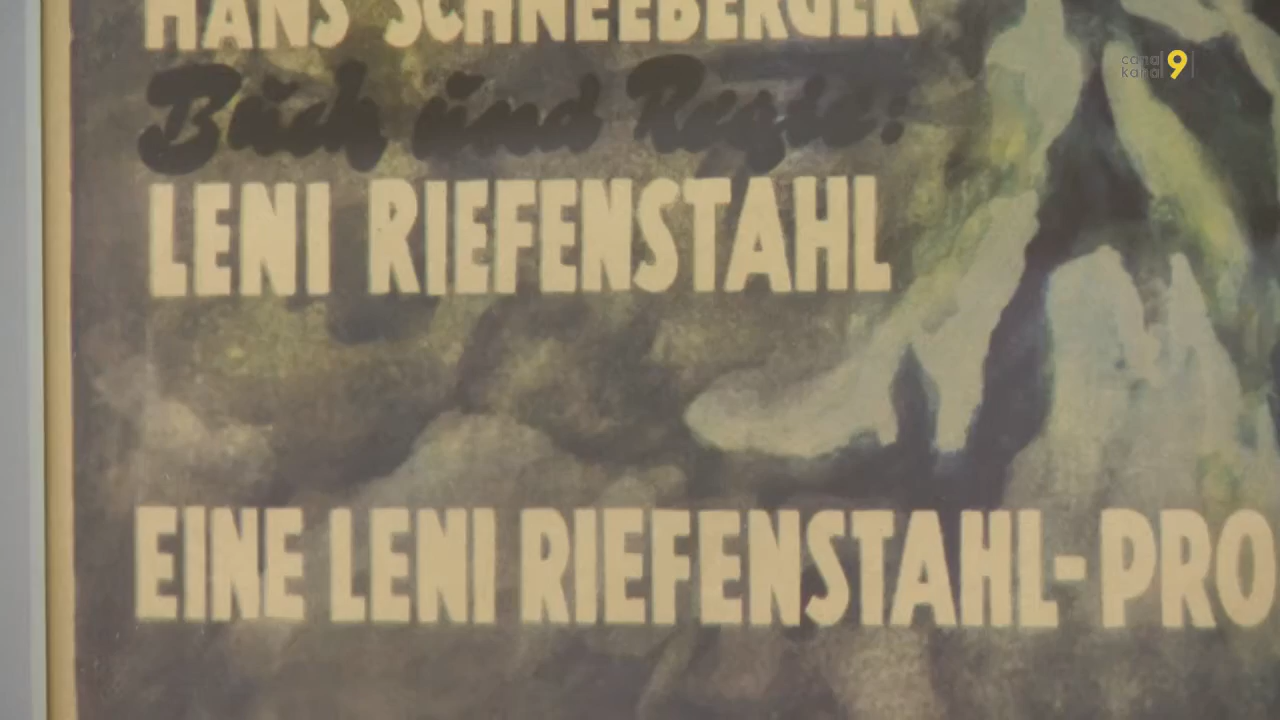 HANS SCHNEEBERGER
Buch und Regie:
LENI RIEFENSTAHL
EINE LENI RIEFENSTAHL-PRO
canal 9
kanal